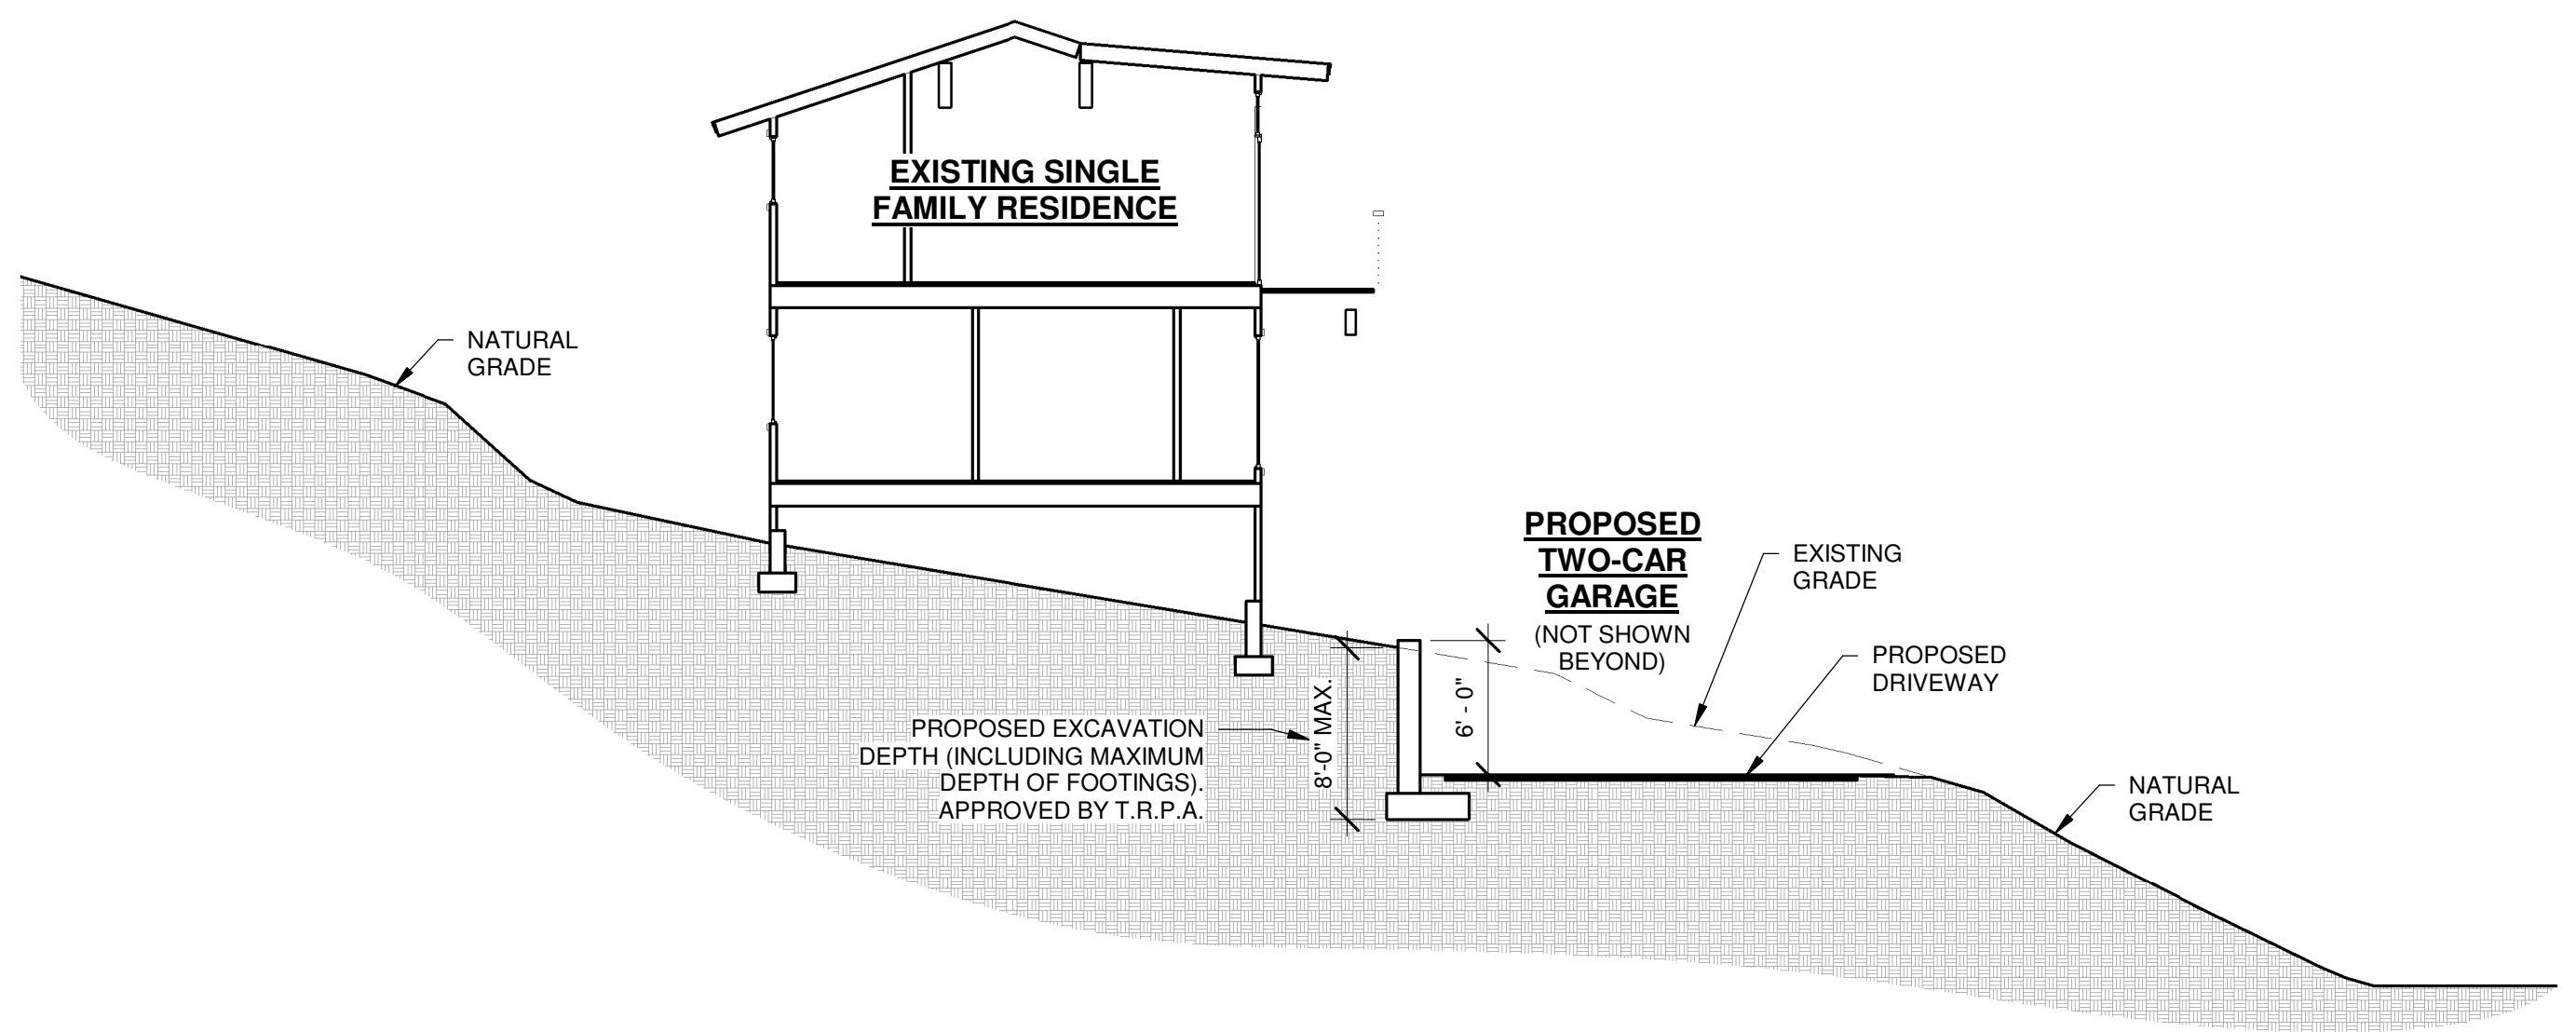 EXISTING SINGLE
FAMILY RESIDENCE
NATURAL
GRADE
PROPOSED
TWO-CAR
GARAGE
(NOT SHOWN
BEYOND)
EXISTING
GRADE
PROPOSED
DRIVEWAY
6' - 0"
8'-0" MAX.
PROPOSED EXCAVATION
DEPTH (INCLUDING MAXIMUM
DEPTH OF FOOTINGS).
APPROVED BY T.R.P.A.
NATURAL
GRADE